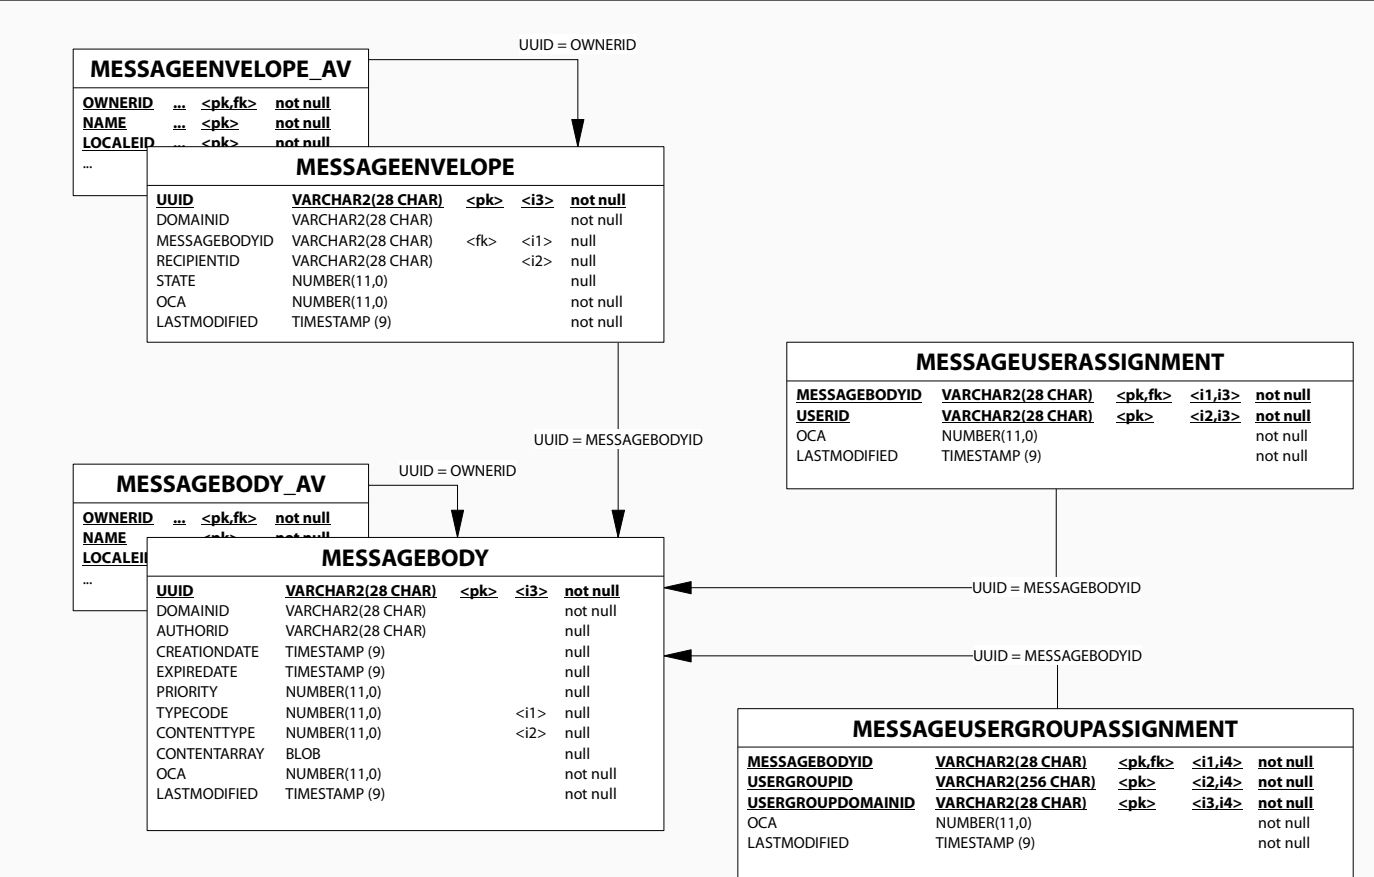 UUID = OWNERID
MESSAGEENVELOPE_AV
OWNERID ... <pk,fk> not null
NAME ... <pk> not null
LOCALEID ... <pk> not null
...
MESSAGEENVELOPE
UUID VARCHAR2(28 CHAR) <pk> <i3> not null
DOMAINID VARCHAR2(28 CHAR) not null
MESSAGEBODYID VARCHAR2(28 CHAR) <fk> <i1> null
RECIPIENTID VARCHAR2(28 CHAR) <i2> null
STATE NUMBER(11,0) null
OCA NUMBER(11,0) not null
LASTMODIFIED TIMESTAMP (9) not null
MESSAGEUSERASSIGNMENT
MESSAGEBODYID VARCHAR2(28 CHAR) <pk,fk> <i1,i3> not null
USERID VARCHAR2(28 CHAR) <pk> <i2,i3> not null
OCA NUMBER(11,0) not null
LASTMODIFIED TIMESTAMP (9) not null
UUID = MESSAGEBODYID
UUID = OWNERID
MESSAGEBODY_AV
OWNERID ... <pk,fk> not null
NAME <pk> not null
LOCALEI
...
MESSAGEBODY
UUID VARCHAR2(28 CHAR) <pk> <i3> not null
DOMAINID VARCHAR2(28 CHAR) not null
AUTHORID VARCHAR2(28 CHAR) null
CREATIONDATE TIMESTAMP (9) null
EXPIREDATE TIMESTAMP (9) null
PRIORITY NUMBER(11,0) null
TYPECODE NUMBER(11,0) <i1> null
CONTENTTYPE NUMBER(11,0) <i2> null
CONTENTARRAY BLOB null
OCA NUMBER(11,0) not null
LASTMODIFIED TIMESTAMP (9) not null
UUID = MESSAGEBODYID
UUID = MESSAGEBODYID
MESSAGEUSERGROUPASSIGNMENT
MESSAGEBODYID VARCHAR2(28 CHAR) <pk,fk> <i1,i4> not null
USERGROUPID VARCHAR2(256 CHAR) <pk> <i2,i4> not null
USERGROUPDOMAINID VARCHAR2(28 CHAR) <pk> <i3,i4> not null
OCA NUMBER(11,0) not null
LASTMODIFIED TIMESTAMP (9) not null